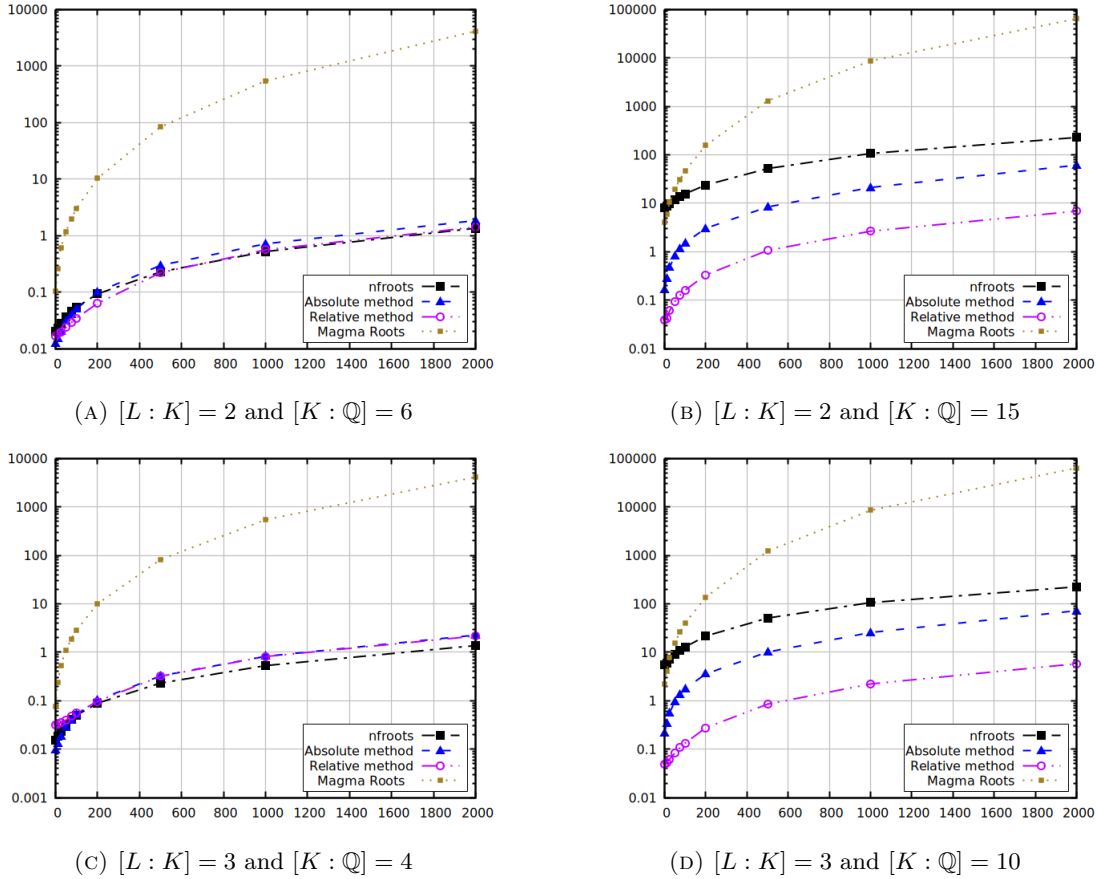 10000
1000
100
10
1
0.1
0.01
0 200 400 600 800 1000 1200 1400 1600 1800 2000
nfroots
Absolute method
Relative method
Magma Roots
(A) [L : K] = 2 and [K : ℚ] = 6
100000
10000
1000
100
10
1
0.1
0.01
0 200 400 600 800 1000 1200 1400 1600 1800 2000
nfroots
Absolute method
Relative method
Magma Roots
(B) [L : K] = 2 and [K : ℚ] = 15
10000
1000
100
10
1
0.1
0.01
0.001
0 200 400 600 800 1000 1200 1400 1600 1800 2000
nfroots
Absolute method
Relative method
Magma Roots
(C) [L : K] = 3 and [K : ℚ] = 4
100000
10000
1000
100
10
1
0.1
0.01
0 200 400 600 800 1000 1200 1400 1600 1800 2000
nfroots
Absolute method
Relative method
Magma Roots
(D) [L : K] = 3 and [K : ℚ] = 10